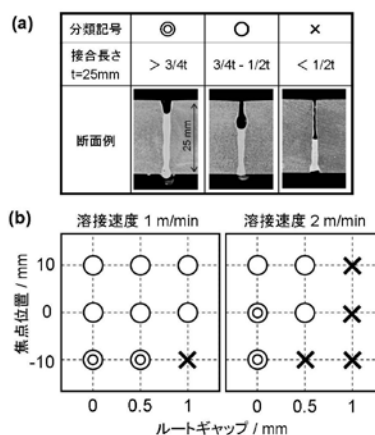 (a)
分類記号 ◎ ○ ×
接合長さ t=25mm > 3/4t 3/4t - 1/2t < 1/2t
断面例
25 mm
(b)
溶接速度 1 m/min 溶接速度 2 m/min
焦点位置 / mm
10
0
-10
0 0.5 1 0 0.5 1
ルートギャップ / mm